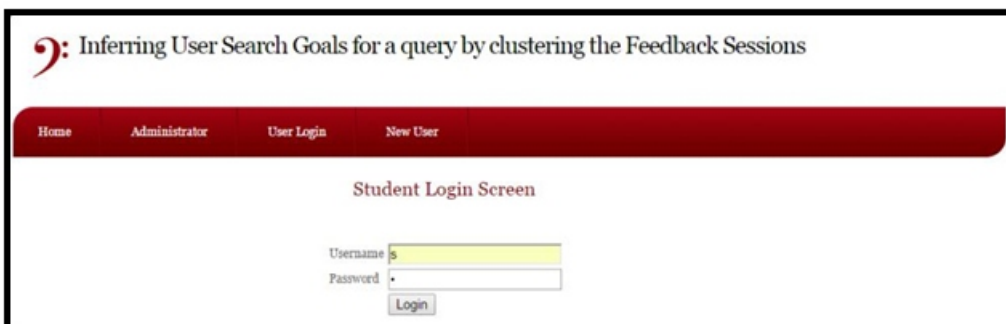 Inferring User Search Goals for a query by clustering the Feedback Sessions
Home Administrator User Login New User
Student Login Screen
Username s
Password •
Login